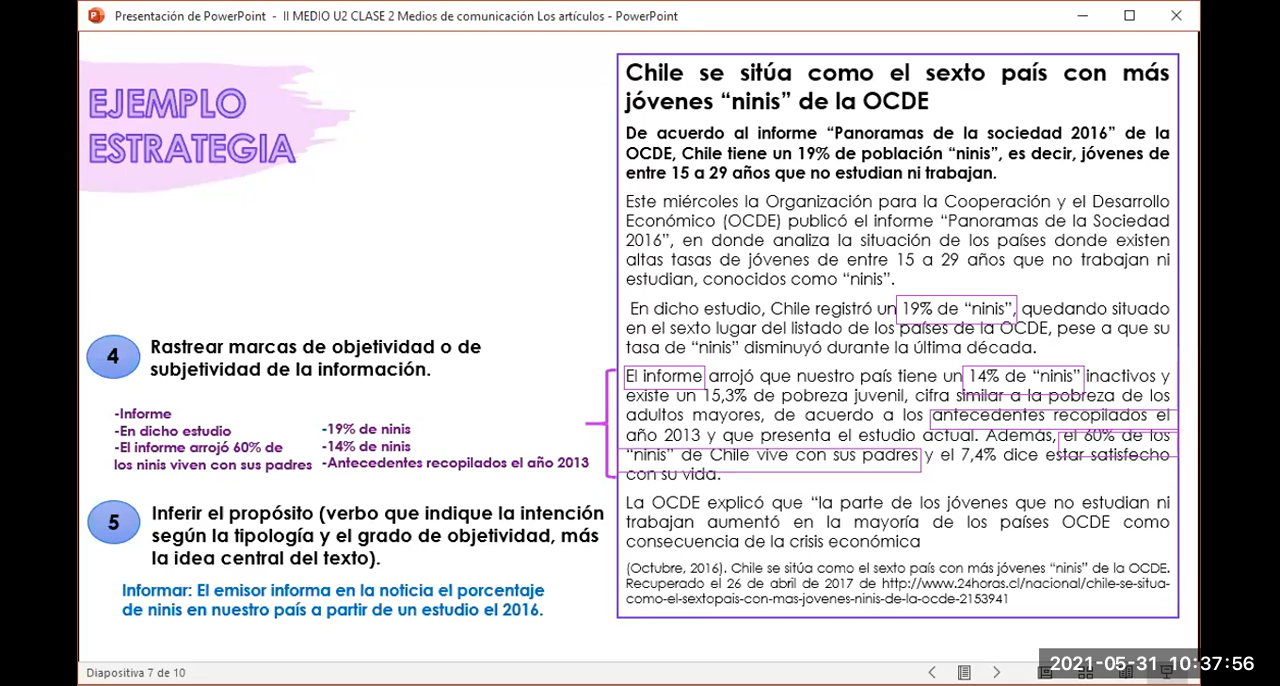 Presentación de PowerPoint - II MEDIO U2 CLASE 2 Medios de comunicación Los artículos - PowerPoint
EJEMPLO
ESTRATEGIA
4
Rastrear marcas de objetividad o de
subjetividad de la información.
-Informe
-En dicho estudio
-El informe arrojó 60% de
los ninis viven con sus padres
-19% de ninis
-14% de ninis
-Antecedentes recopilados el año 2013
5
Inferir el propósito (verbo que indique la intención
según la tipología y el grado de objetividad, más
la idea central del texto).
Informar: El emisor informa en la noticia el porcentaje
de ninis en nuestro país a partir de un estudio el 2016.
Chile se sitúa como el sexto país con más
jóvenes “ninis” de la OCDE
De acuerdo al informe “Panoramas de la sociedad 2016” de la
OCDE, Chile tiene un 19% de población “ninis”, es decir, jóvenes de
entre 15 a 29 años que no estudian ni trabajan.
Este miércoles la Organización para la Cooperación y el Desarrollo
Económico (OCDE) publicó el informe “Panoramas de la Sociedad
2016”, en donde analiza la situación de los países donde existen
altas tasas de jóvenes de entre 15 a 29 años que no trabajan ni
estudian, conocidos como “ninis”.
En dicho estudio, Chile registró un 19% de “ninis”, quedando situado
en el sexto lugar del listado de los países de la OCDE, pese a que su
tasa de “ninis” disminuyó durante la última década.
El informe arrojó que nuestro país tiene un 14% de “ninis” inactivos y
existe un 15,3% de pobreza juvenil, cifra similar a la pobreza de los
adultos mayores, de acuerdo a los antecedentes recopilados el
año 2013 y que presenta el estudio actual. Además, el 60% de los
“ninis” de Chile vive con sus padres y el 7,4% dice estar satisfecho
con su vida.
La OCDE explicó que “la parte de los jóvenes que no estudian ni
trabajan aumentó en la mayoría de los países OCDE como
consecuencia de la crisis económica
(Octubre, 2016). Chile se sitúa como el sexto país con más jóvenes “ninis” de la OCDE.
Recuperado el 26 de abril de 2017 de http://www.24horas.cl/nacional/chile-se-situa-
como-el-sextopais-con-mas-jovenes-ninis-de-la-ocde-2153941
Diapositiva 7 de 10
2021-05-31 10:37:56